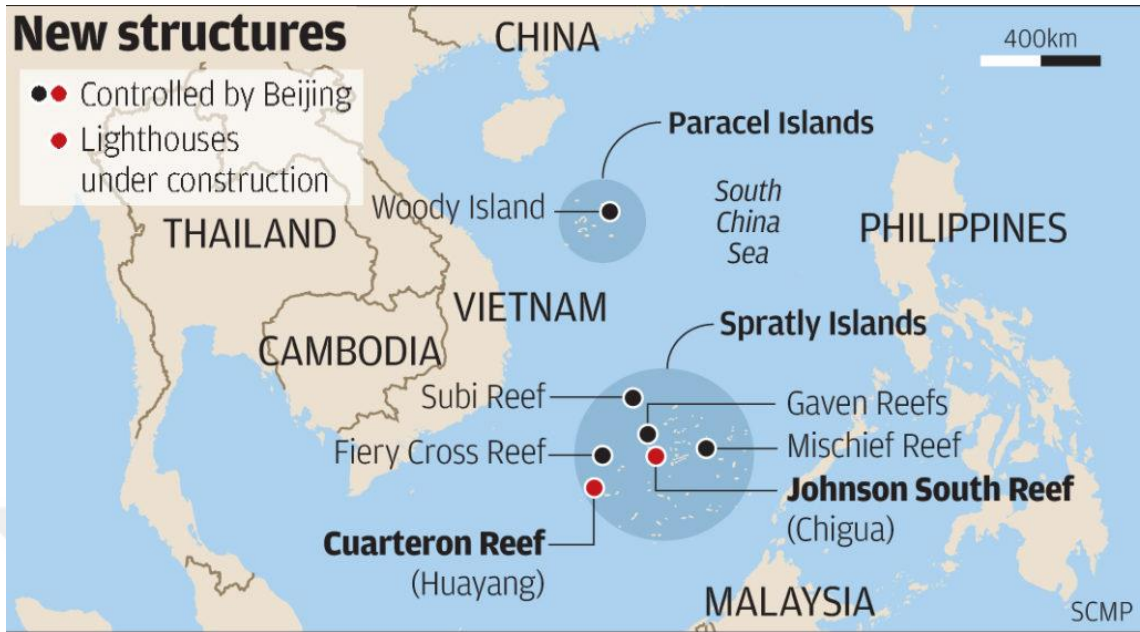 New structures
Controlled by Beijing
Lighthouses
under construction
CHINA
400km
Paracel Islands
Woody Island
South
China
Sea
THAILAND
PHILIPPINES
VIETNAM
Spratly Islands
CAMBODIA
Subi Reef
Gaven Reefs
Fiery Cross Reef
Mischief Reef
Johnson South Reef
(Chigua)
Cuarteron Reef
(Huayang)
MALAYSIA
SCMP